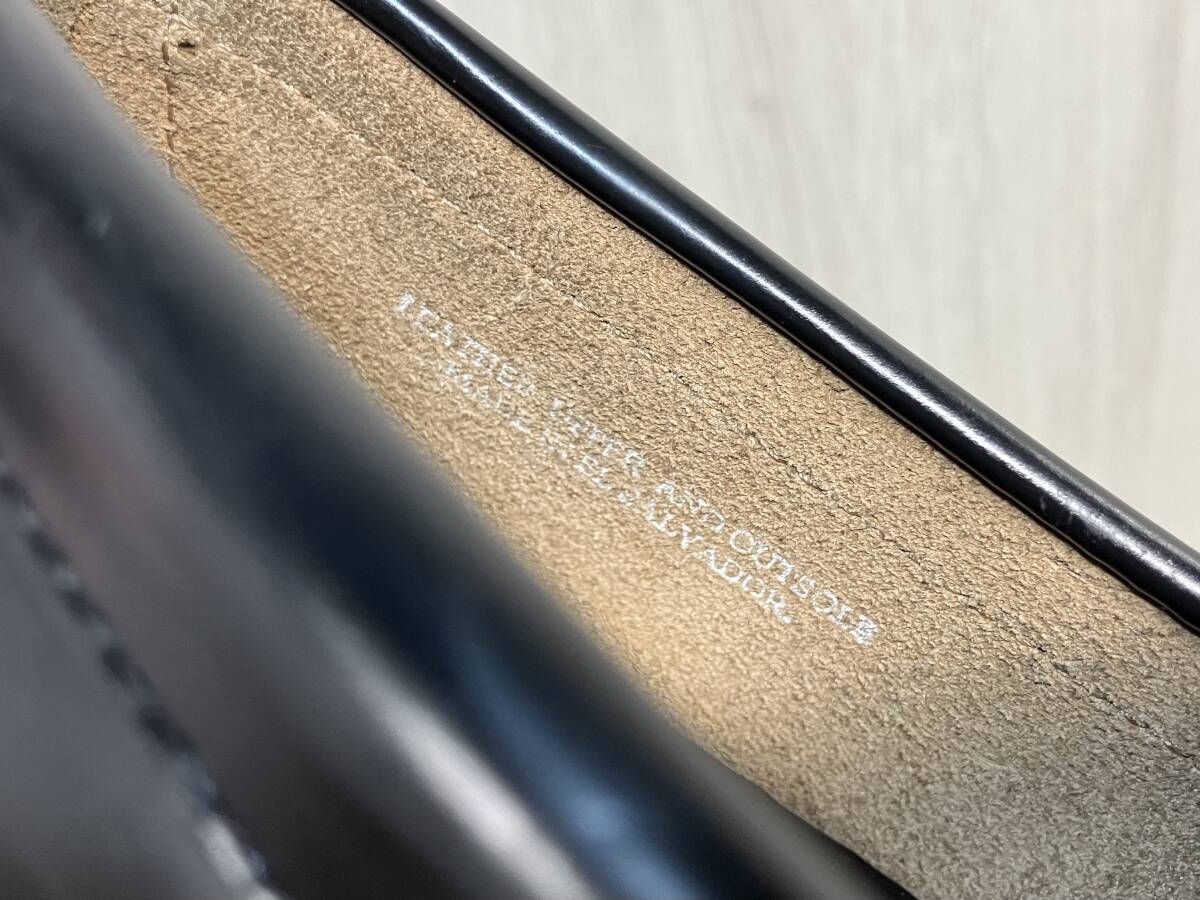 LEATHER UPPER AND OUTSOLE
MADE IN EL SALVADOR.